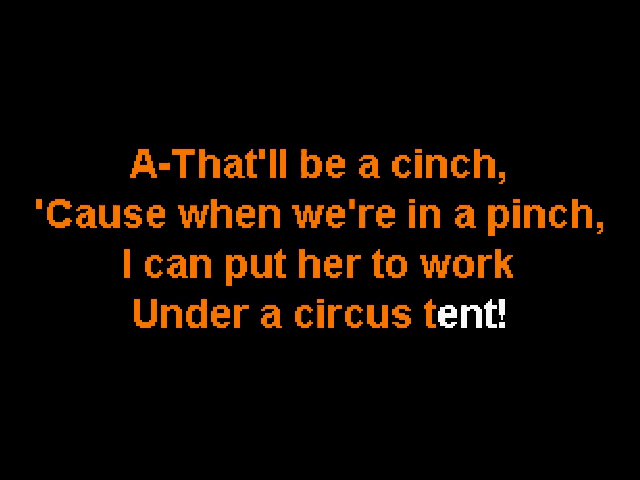 A-That'll be a cinch,
'Cause when we're in a pinch,
I can put her to work
Under a circus tent!